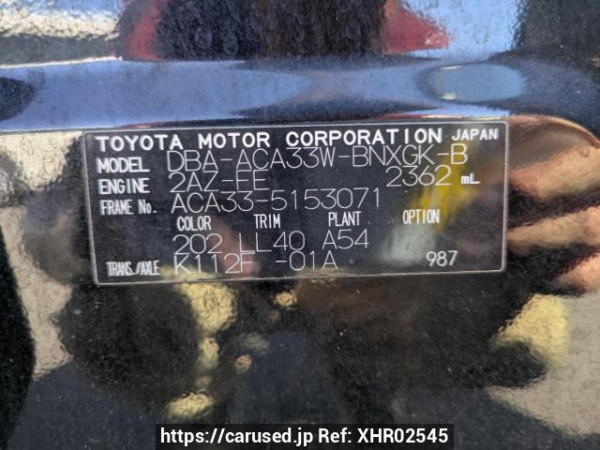 TOYOTA MOTOR CORPORATION JAPAN
MODEL DBA-ACA33W-BNXGK-B
ENGINE 2AZ-FE 2362 mL
FRAME No. ACA33-5153071
COLOR TRIM PLANT OPTION
202 LL40 A54
TRANS./AXLE K112F -01A 987
https://carused.jp Ref: XHR02545